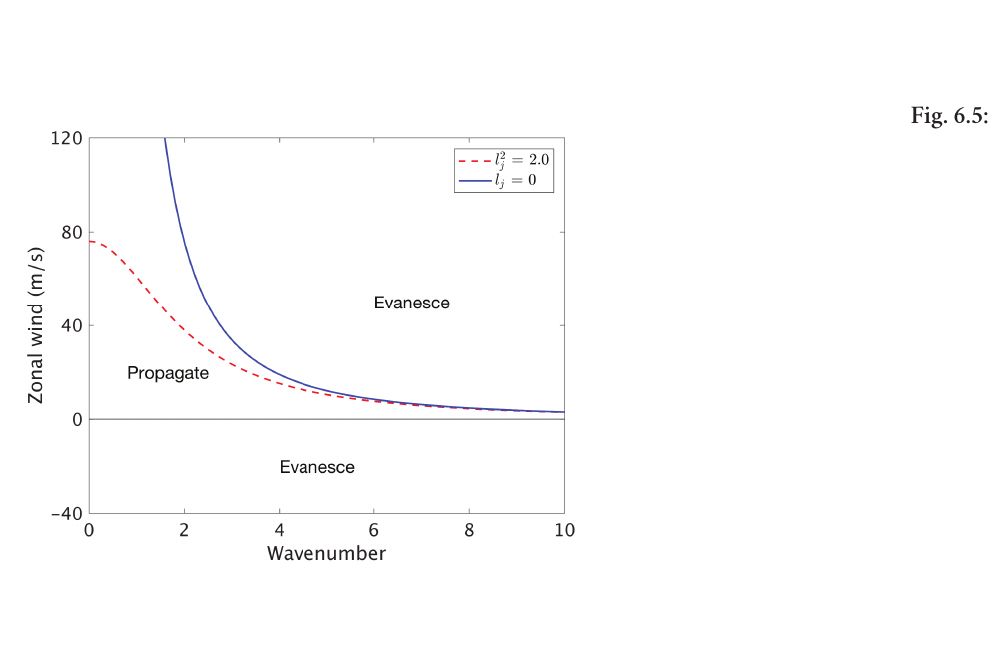 Fig. 6.5:
120
80
40
0
−40
Zonal wind (m/s)
l_j^2 = 2.0
l_j = 0
Evanesce
Propagate
Evanesce
0 2 4 6 8 10
Wavenumber